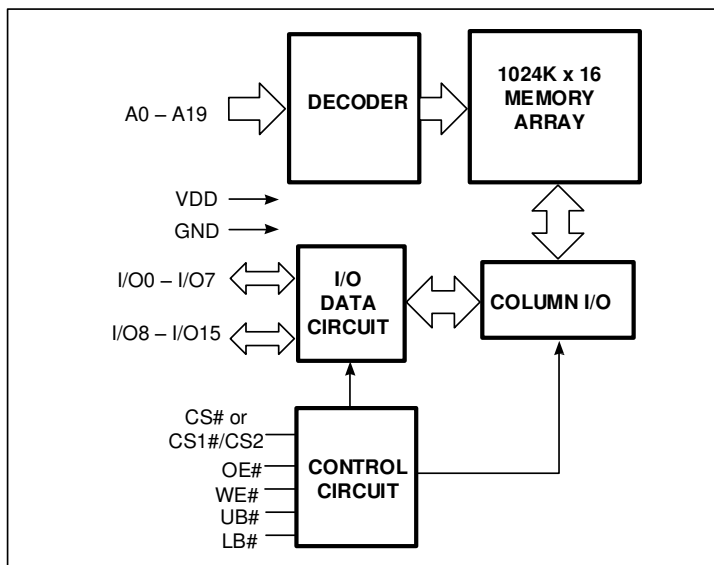 A0 – A19
DECODER
1024K x 16
MEMORY
ARRAY
VDD
GND
I/O0 – I/O7
I/O8 – I/O15
I/O
DATA
CIRCUIT
COLUMN I/O
CS# or
CS1#/CS2
OE#
WE#
UB#
LB#
CONTROL
CIRCUIT